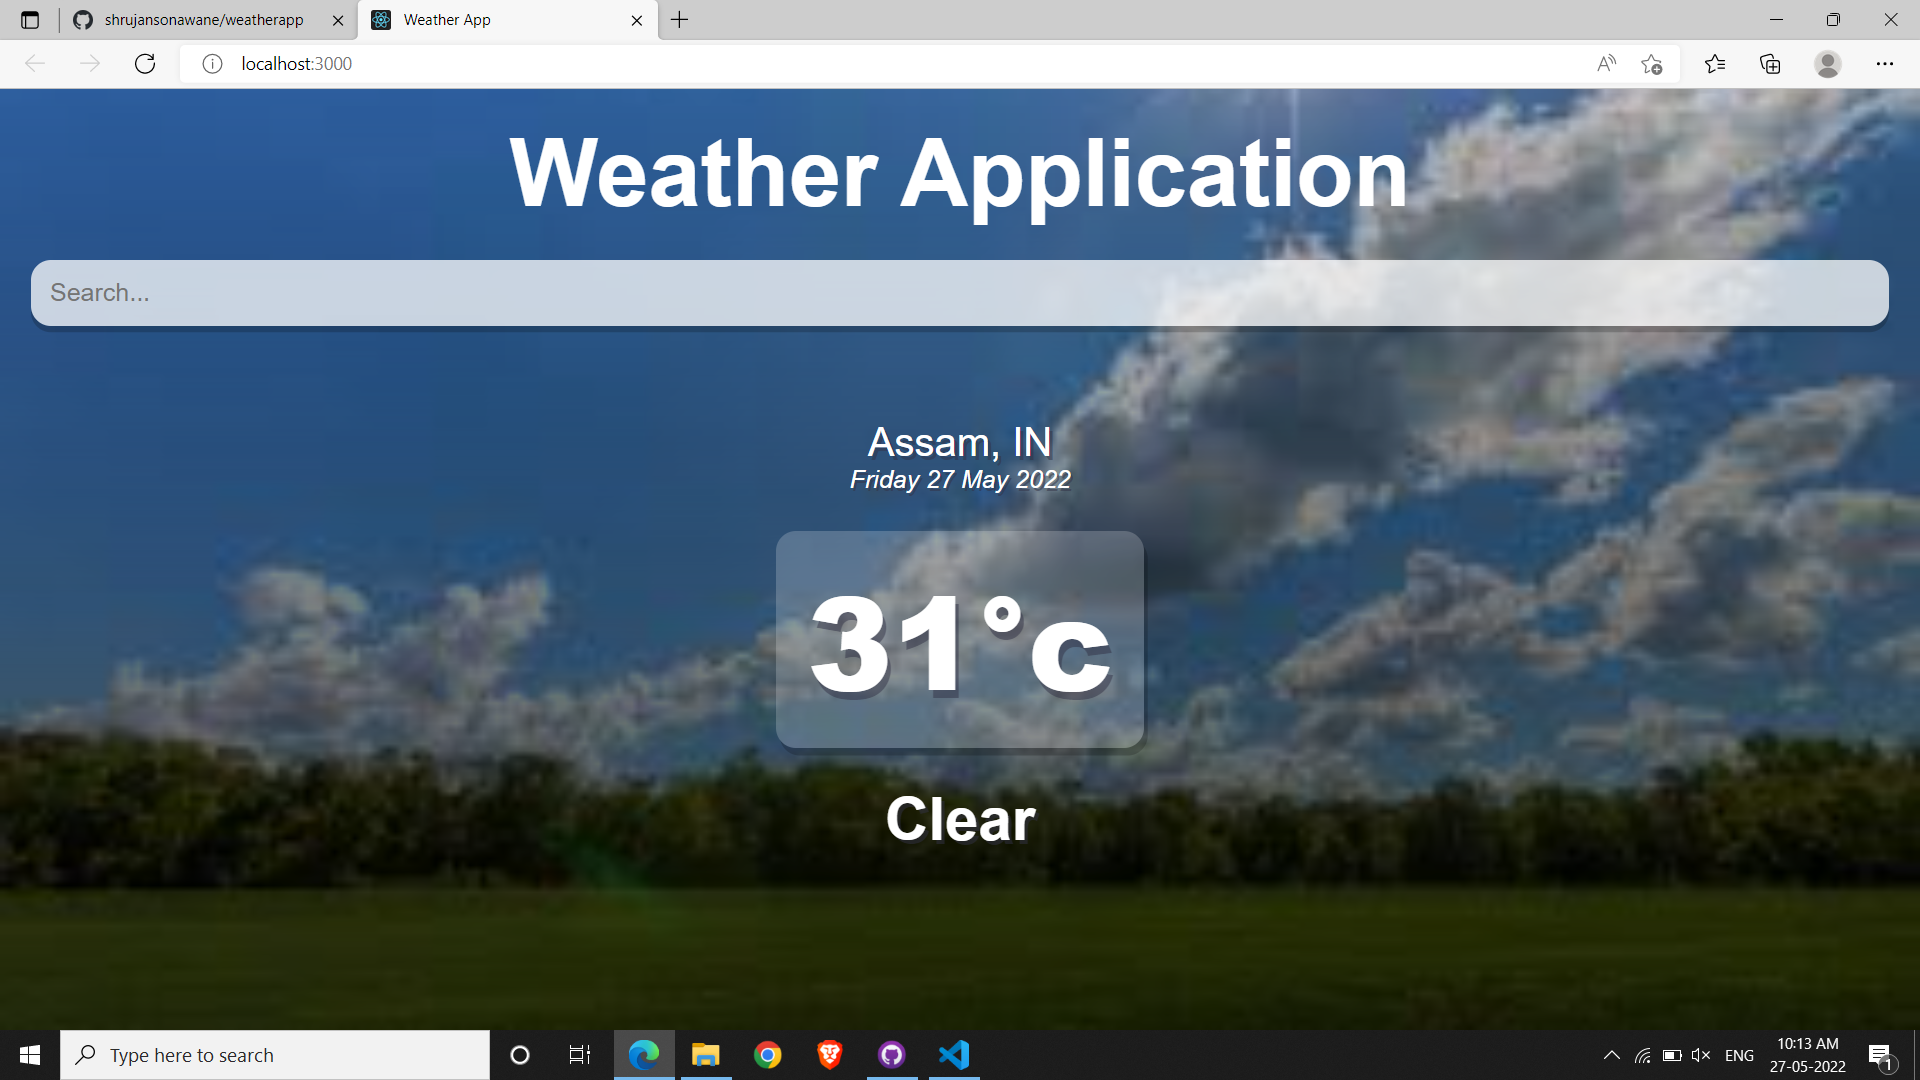 shrujansonawane/weatherapp
Weather App
localhost:3000
Weather Application
Search...
Assam, IN
Friday 27 May 2022
31°c
Clear
Type here to search
ENG
10:13 AM
27-05-2022
1